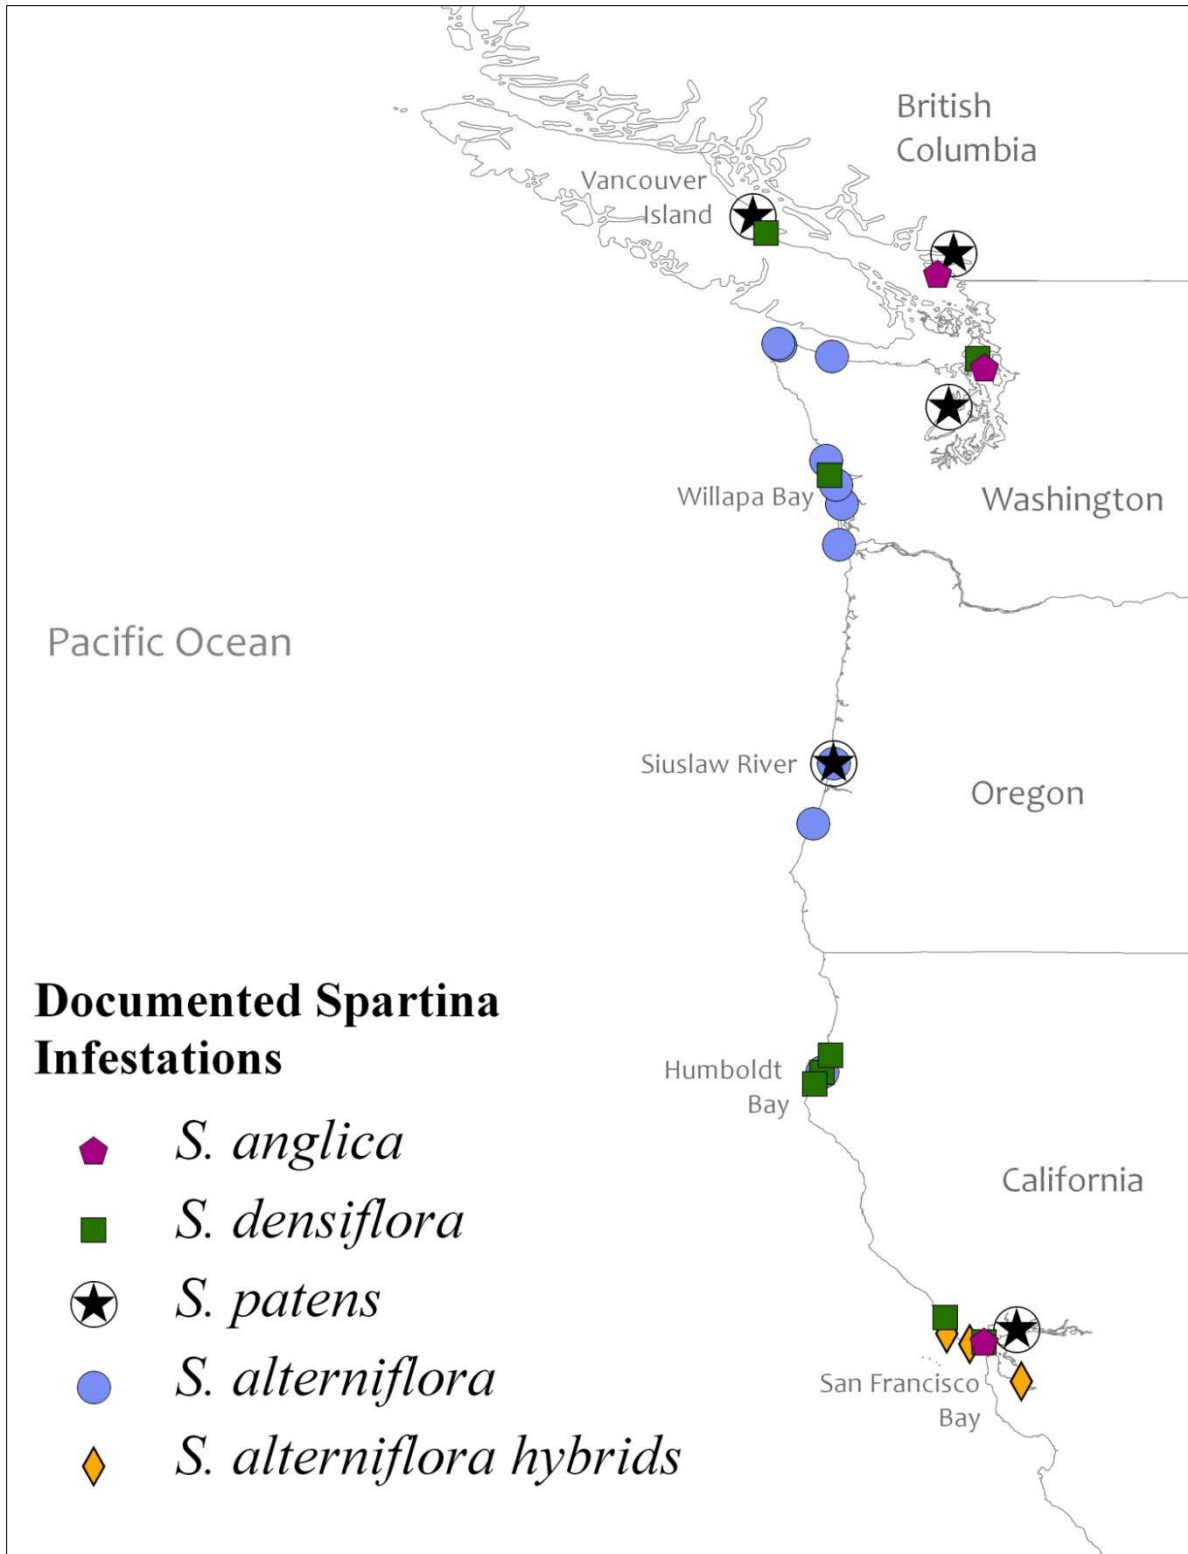 British
Columbia
Vancouver
Island
Willapa Bay
Washington
Pacific Ocean
Siuslaw River
Oregon
Documented Spartina
Infestations
Humboldt
Bay
S. anglica
California
S. densiflora
S. patens
San Francisco
Bay
S. alterniflora
S. alterniflora hybrids